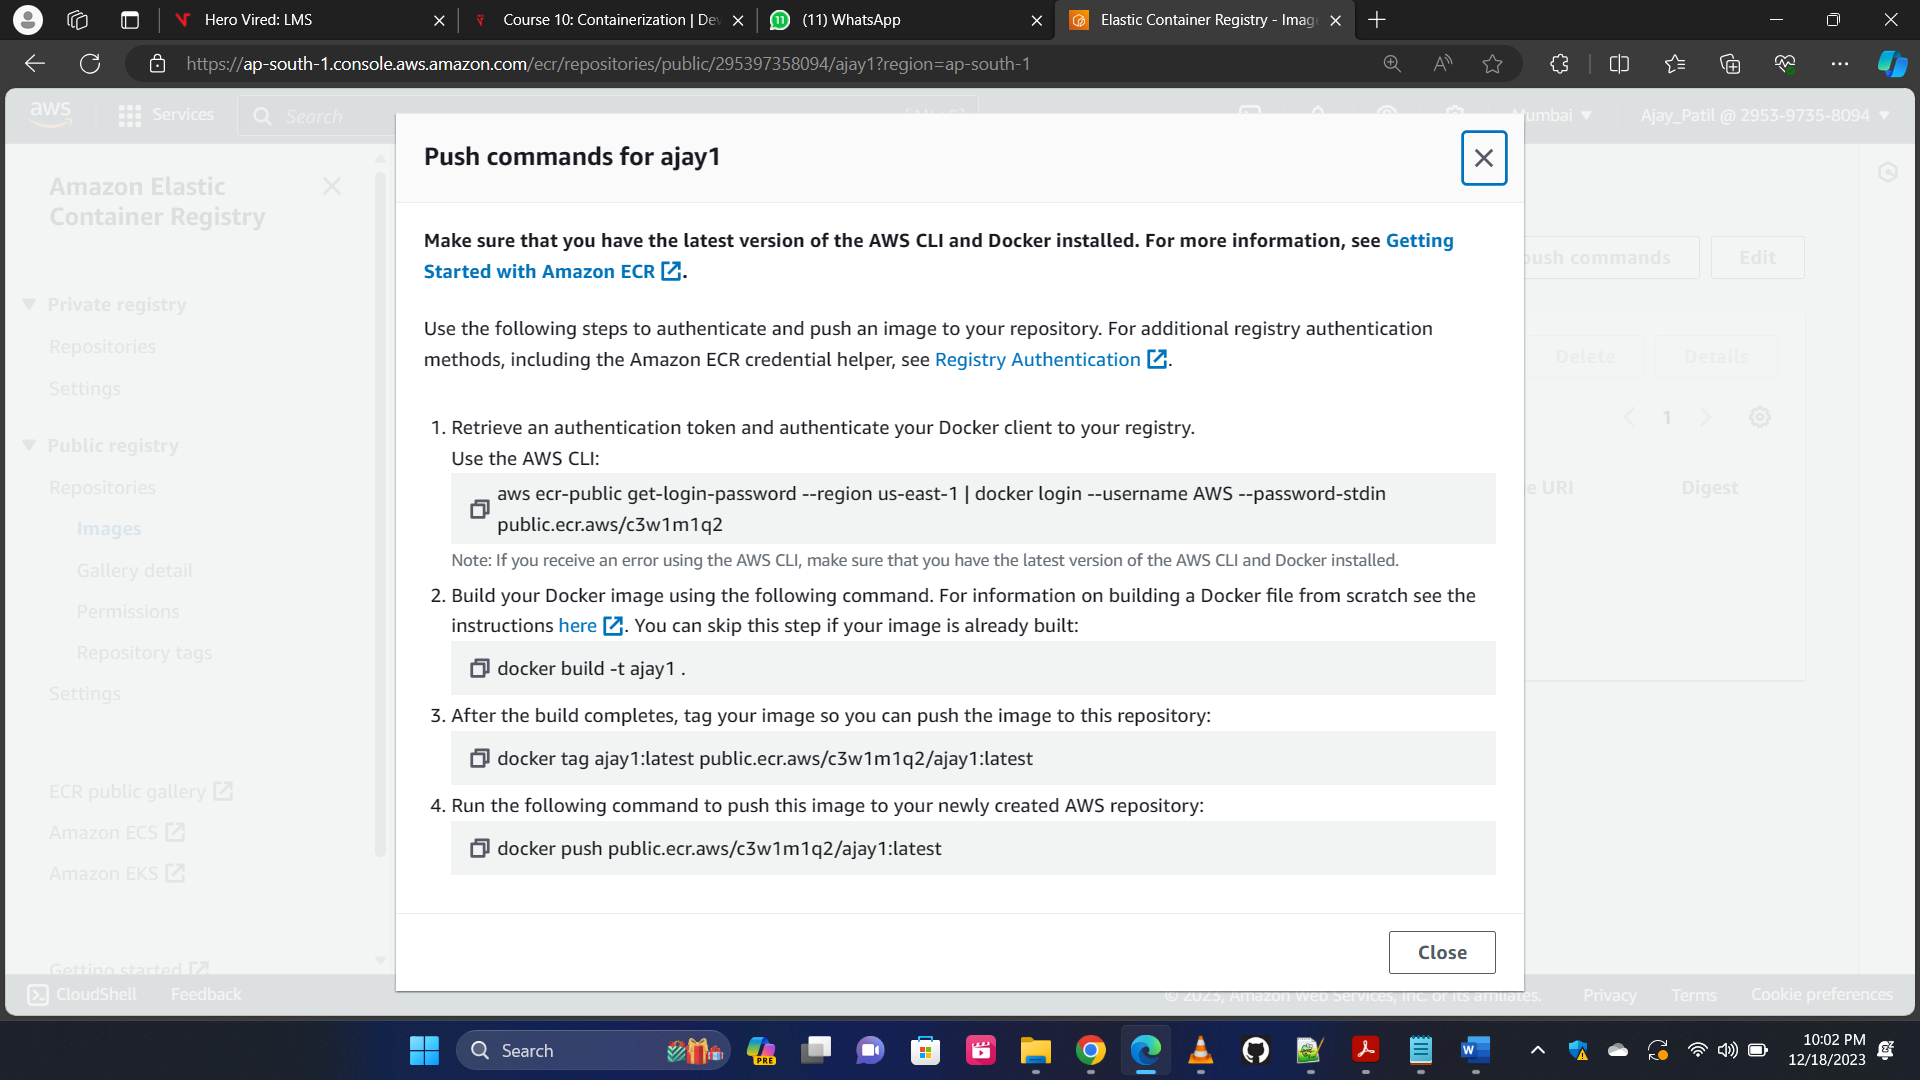 Hero Vired: LMS
Course 10: Containerization | De
(11) WhatsApp
Elastic Container Registry - Imag
https://ap-south-1.console.aws.amazon.com/ecr/repositories/public/295397358094/ajay1?region=ap-south-1
aws
Services
Search
Mumbai
Ajay_Patil @ 2953-9735-8094
Amazon Elastic
Container Registry
Private registry
Repositories
Settings
Public registry
Repositories
Images
Gallery detail
Permissions
Repository tags
Settings
ECR public gallery
Amazon ECS
Amazon EKS
Getting started
Push commands for ajay1
Make sure that you have the latest version of the AWS CLI and Docker installed. For more information, see Getting
Started with Amazon ECR.
Use the following steps to authenticate and push an image to your repository. For additional registry authentication
methods, including the Amazon ECR credential helper, see Registry Authentication.
1. Retrieve an authentication token and authenticate your Docker client to your registry.
Use the AWS CLI:
aws ecr-public get-login-password --region us-east-1 | docker login --username AWS --password-stdin
public.ecr.aws/c3w1m1q2
Note: If you receive an error using the AWS CLI, make sure that you have the latest version of the AWS CLI and Docker installed.
2. Build your Docker image using the following command. For information on building a Docker file from scratch see the
instructions here. You can skip this step if your image is already built:
docker build -t ajay1 .
3. After the build completes, tag your image so you can push the image to this repository:
docker tag ajay1:latest public.ecr.aws/c3w1m1q2/ajay1:latest
4. Run the following command to push this image to your newly created AWS repository:
docker push public.ecr.aws/c3w1m1q2/ajay1:latest
Close
push commands
Edit
Delete
Details
1
e URI
Digest
CloudShell
Feedback
© 2023, Amazon Web Services, Inc. or its affiliates.
Privacy
Terms
Cookie preferences
Search
PRE
10:02 PM
12/18/2023